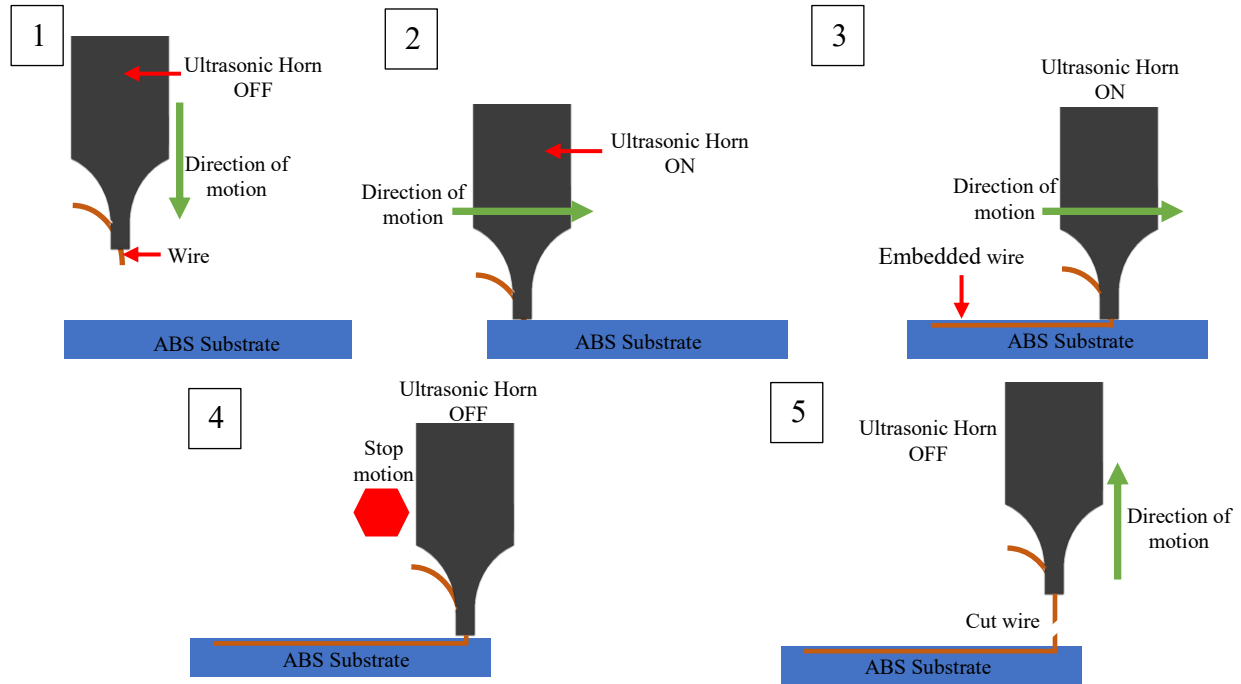 1
Ultrasonic Horn
OFF
Direction of
motion
Wire
ABS Substrate
2
Ultrasonic Horn
ON
Direction of
motion
ABS Substrate
3
Ultrasonic Horn
ON
Direction of
motion
Embedded wire
ABS Substrate
4
Ultrasonic Horn
OFF
Stop
motion
ABS Substrate
5
Ultrasonic Horn
OFF
Direction of
motion
Cut wire
ABS Substrate